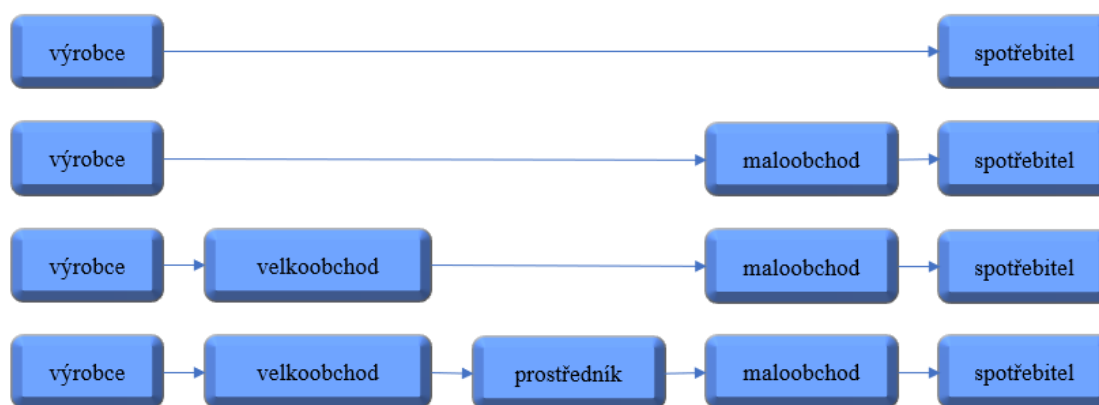 výrobce spotřebitel
výrobce maloobchod spotřebitel
výrobce velkoobchod maloobchod spotřebitel
výrobce velkoobchod prostředník maloobchod spotřebitel